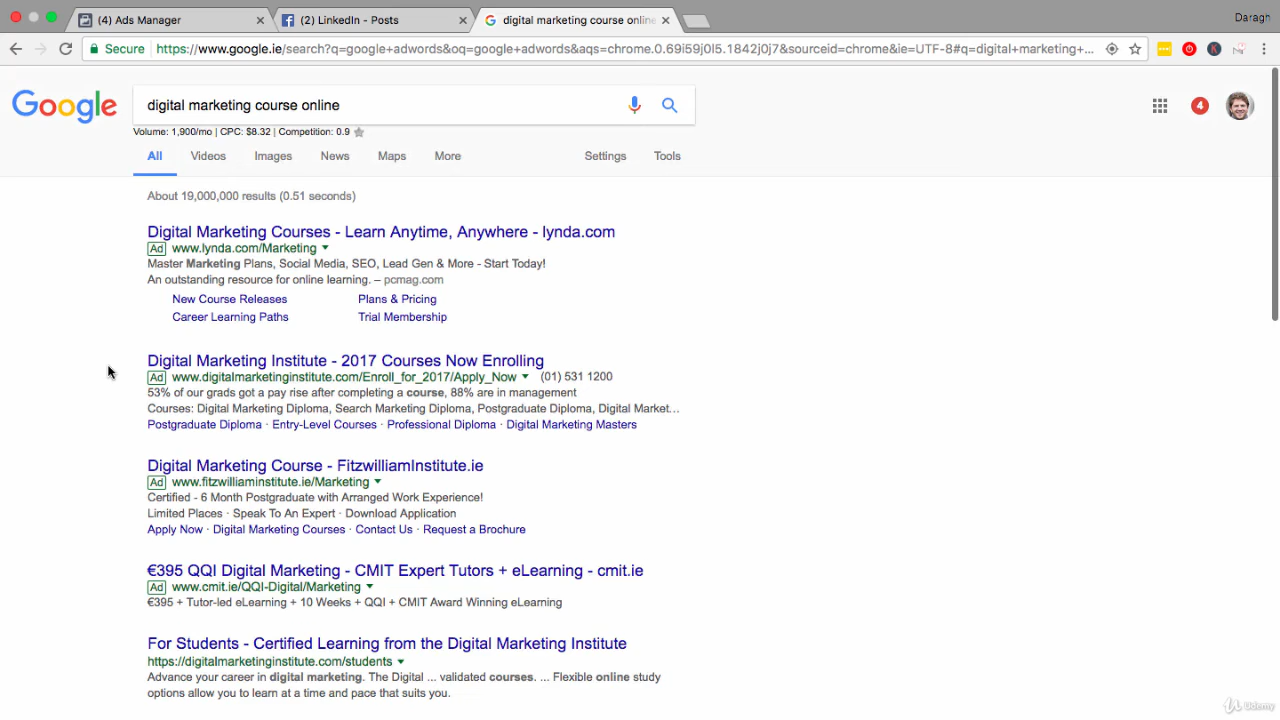 (4) Ads Manager
(2) LinkedIn - Posts
digital marketing course online
Daragh
Secure https://www.google.ie/search?q=google+adwords&oq=google+adwords&aqs=chrome.0.69i59j0l5.1842j0j7&sourceid=chrome&ie=UTF-8#q=digital+marketing+...
Google
digital marketing course online
4
Volume: 1,900/mo | CPC: $8.32 | Competition: 0.9
All Videos Images News Maps More Settings Tools
About 19,000,000 results (0.51 seconds)
Digital Marketing Courses - Learn Anytime, Anywhere - lynda.com
Ad www.lynda.com/Marketing
Master Marketing Plans, Social Media, SEO, Lead Gen & More - Start Today!
An outstanding resource for online learning. – pcmag.com
New Course Releases Plans & Pricing
Career Learning Paths Trial Membership
Digital Marketing Institute - 2017 Courses Now Enrolling
Ad www.digitalmarketinginstitute.com/Enroll_for_2017/Apply_Now (01) 531 1200
53% of our grads got a pay rise after completing a course, 88% are in management
Courses: Digital Marketing Diploma, Search Marketing Diploma, Postgraduate Diploma, Digital Market...
Postgraduate Diploma · Entry-Level Courses · Professional Diploma · Digital Marketing Masters
Digital Marketing Course - FitzwilliamInstitute.ie
Ad www.fitzwilliaminstitute.ie/Marketing
Certified - 6 Month Postgraduate with Arranged Work Experience!
Limited Places · Speak To An Expert · Download Application
Apply Now · Digital Marketing Courses · Contact Us · Request a Brochure
€395 QQI Digital Marketing - CMIT Expert Tutors + eLearning - cmit.ie
Ad www.cmit.ie/QQI-Digital/Marketing
€395 + Tutor-led eLearning + 10 Weeks + QQI + CMIT Award Winning eLearning
For Students - Certified Learning from the Digital Marketing Institute
https://digitalmarketinginstitute.com/students
Advance your career in digital marketing. The Digital ... validated courses. ... Flexible online study
options allow you to learn at a time and pace that suits you.
Udemy